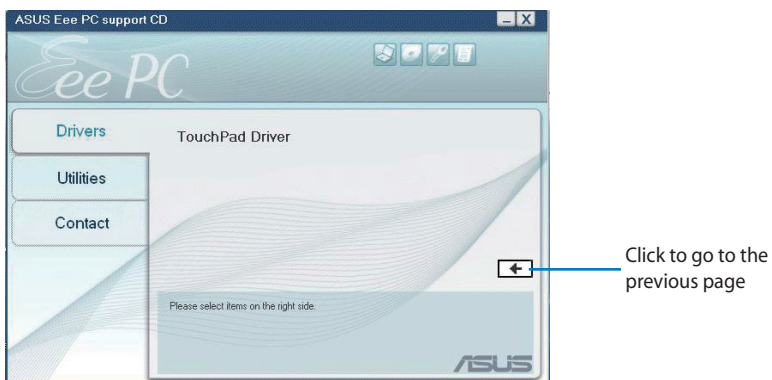 ASUS Eee PC support CD
Eee PC
Drivers
TouchPad Driver
Utilities
Contact
Click to go to the
previous page
Please select items on the right side.
ASUS